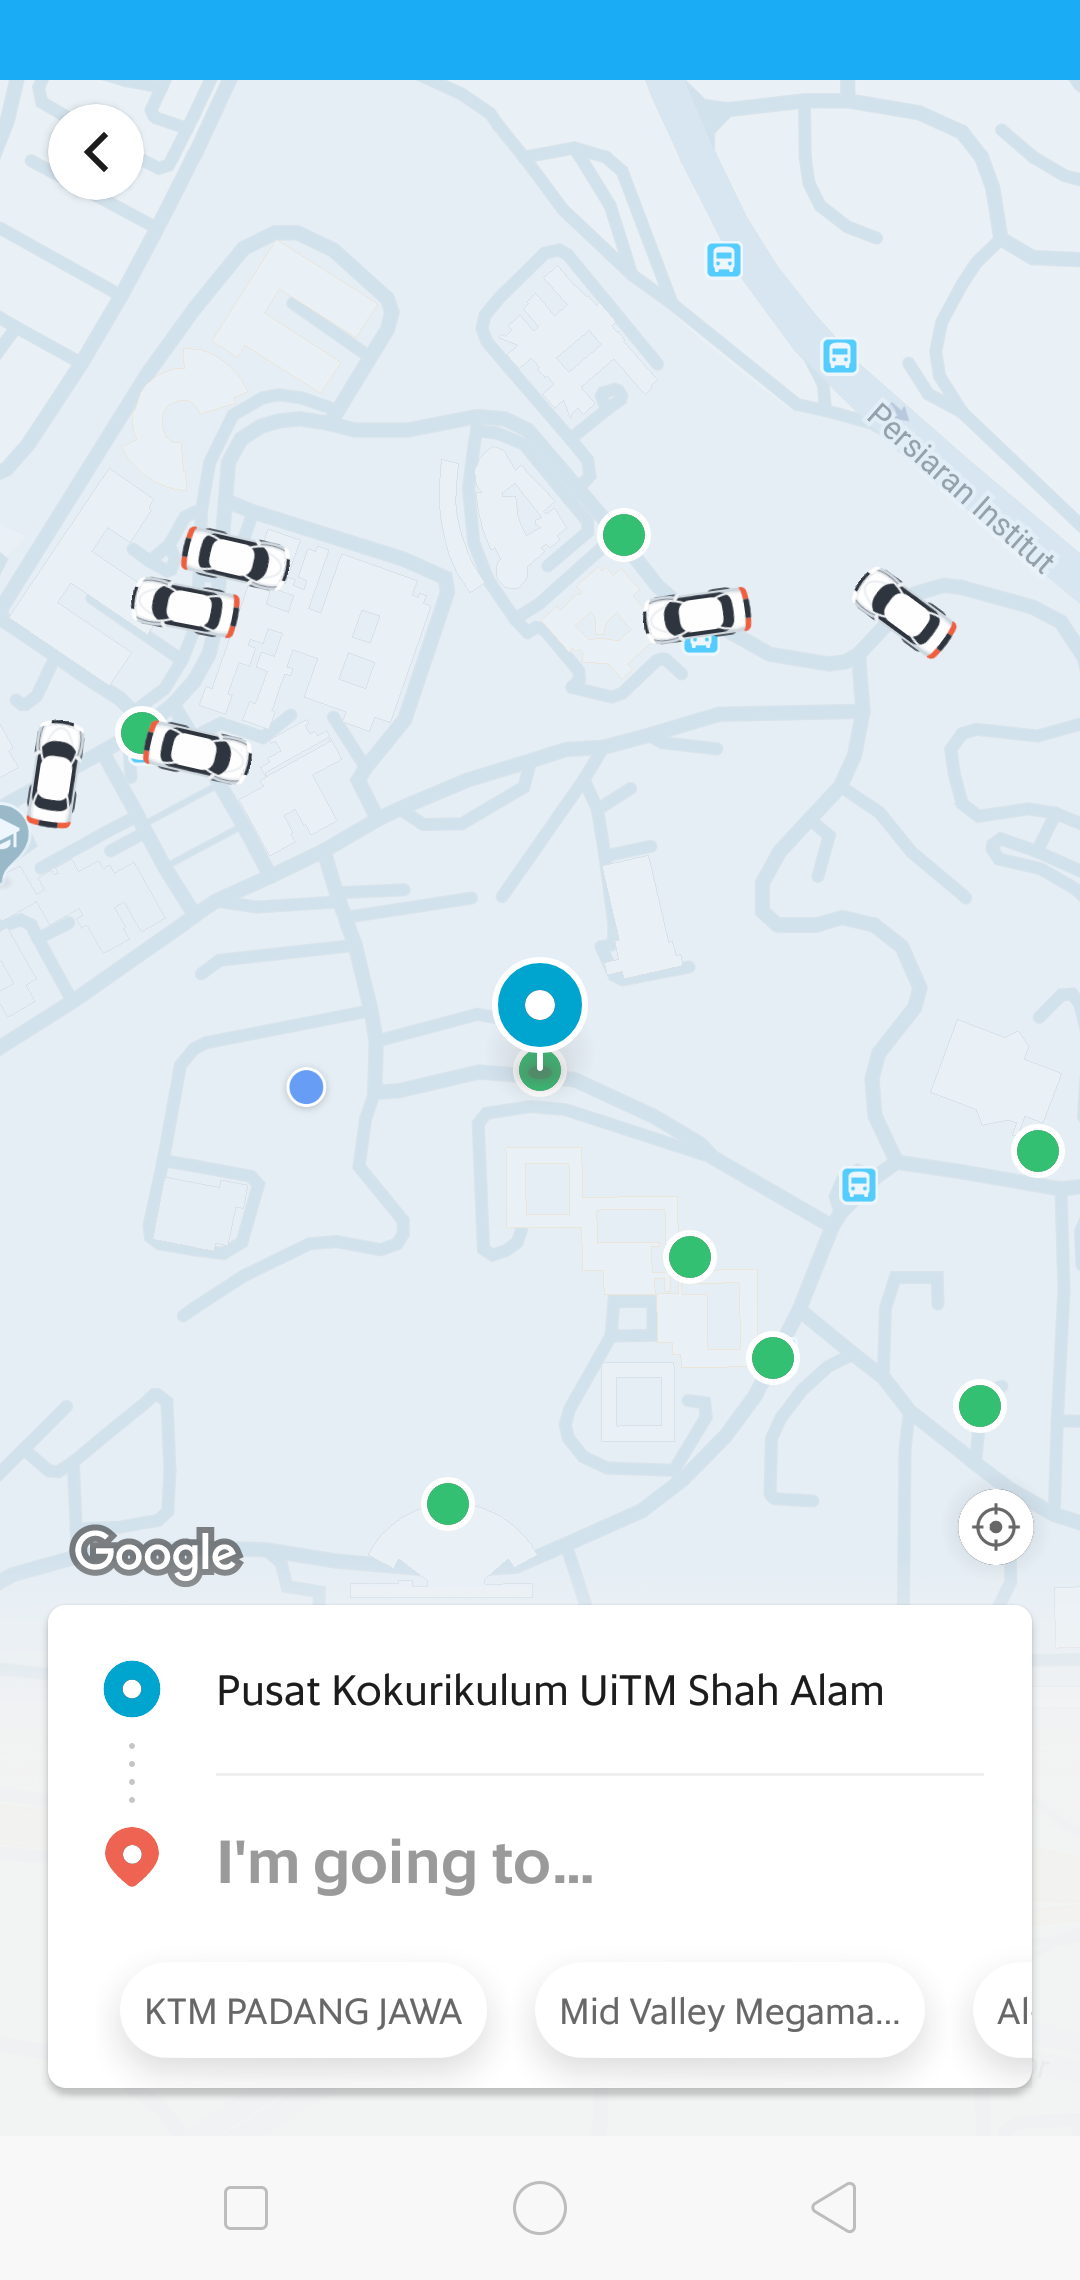 Persiaran Institut
Google
Pusat Kokurikulum UiTM Shah Alam
I'm going to...
KTM PADANG JAWA
Mid Valley Megama...
Al